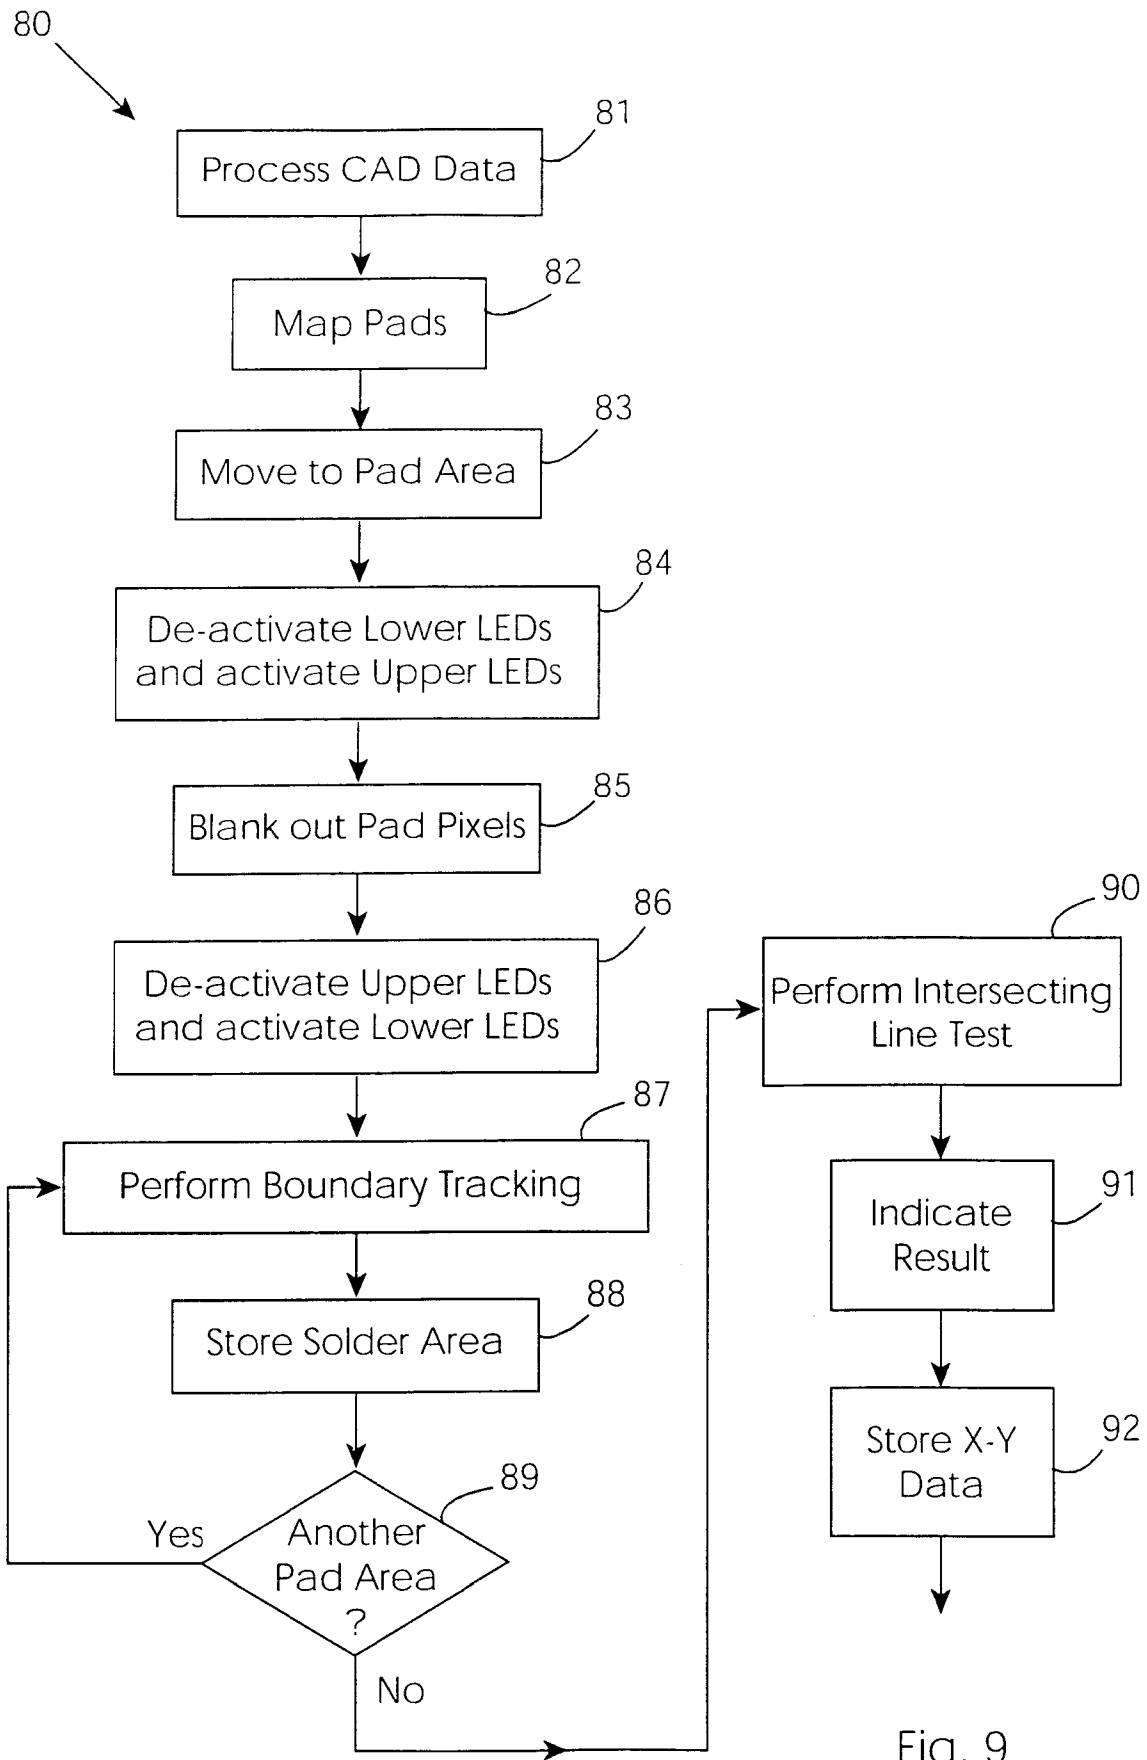 80
81
Process CAD Data
82
Map Pads
83
Move to Pad Area
84
De-activate Lower LEDs
and activate Upper LEDs
85
Blank out Pad Pixels
86
De-activate Upper LEDs
and activate Lower LEDs
87
Perform Boundary Tracking
88
Store Solder Area
89
Another
Pad Area
?
Yes
No
90
Perform Intersecting
Line Test
91
Indicate
Result
92
Store X-Y
Data
Fig. 9